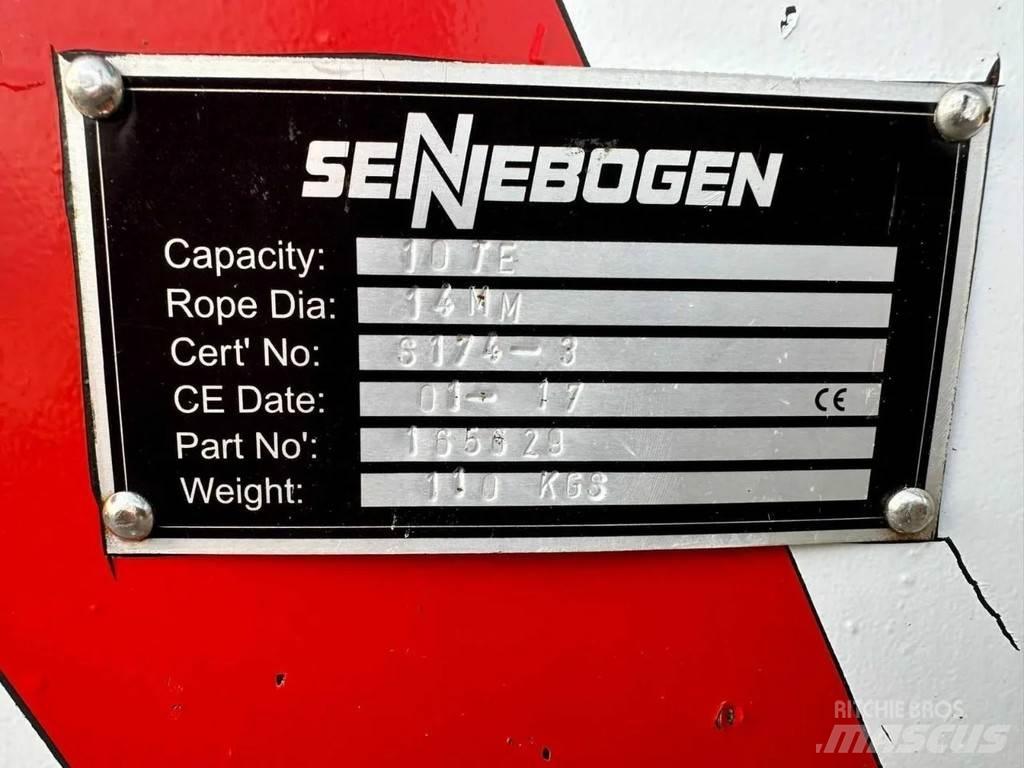 SENNEBOGEN
Capacity: 10 TE
Rope Dia: 14MM
Cert' No: S174-3
CE Date: 01-17 CE
Part No': 165629
Weight: 110 KGS
RITCHIE BROS
MASCUS